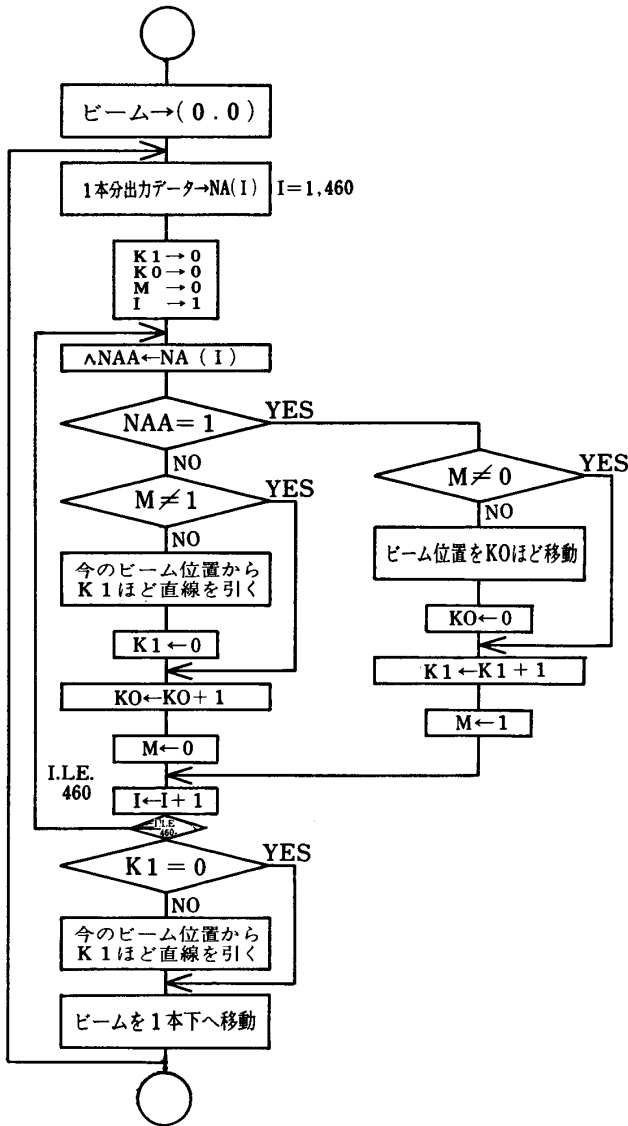 ビーム→(0.0)
1本分出力データ→NA(I) I=1,460
K1→0
K0→0
M →0
I →1
∧NAA←NA (I)
NAA=1
YES
NO
M≠1
YES
NO
今のビーム位置から
K1ほど直線を引く
K1←0
KO←KO+1
M←0
M≠0
YES
NO
ビーム位置をKOほど移動
KO←0
K1←K1+1
M←1
I.LE.
460
I←I+1
I.LE
460.
K1=0
YES
NO
今のビーム位置から
K1ほど直線を引く
ビームを1本下へ移動